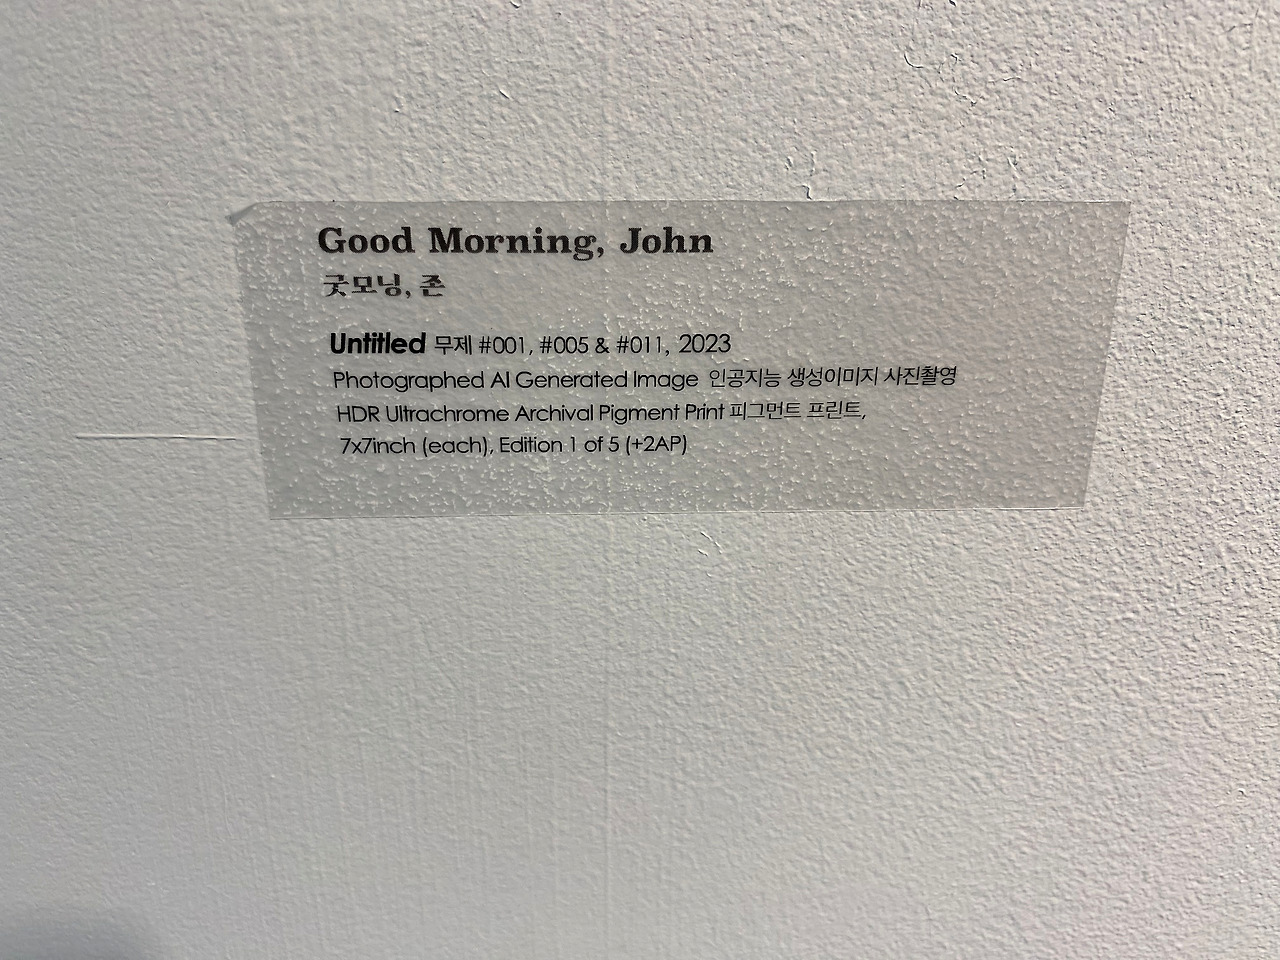 Good Morning, John
굿모닝, 존
Untitled 무제 #001, #005 & #011, 2023
Photographed AI Generated Image 인공지능 생성이미지 사진촬영
HDR Ultrachrome Archival Pigment Print 피그먼트 프린트,
7x7inch (each), Edition 1 of 5 (+2AP)